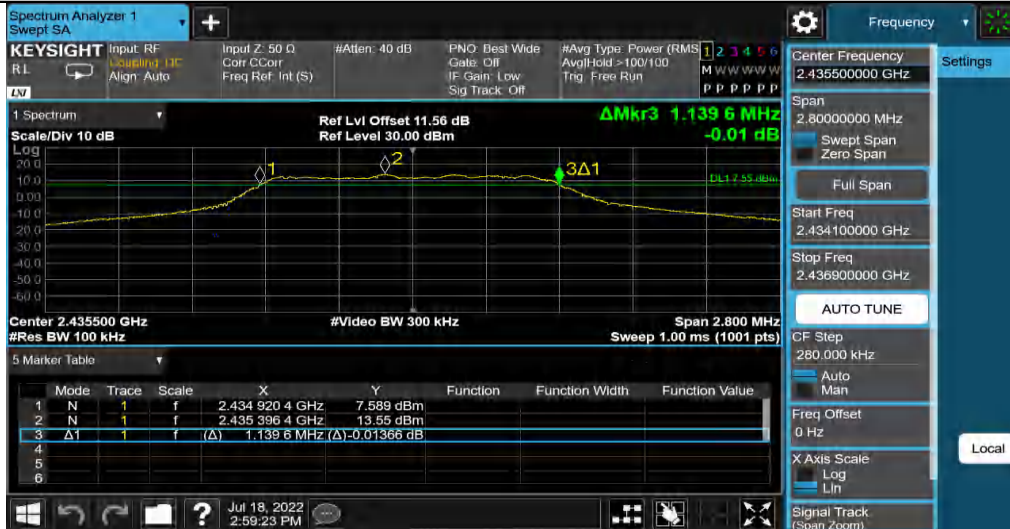 Spectrum Analyzer 1
Swept SA
+
Frequency
KEYSIGHT
RL
LXI
Input: RF
Coupling: DC
Align: Auto
Input Z: 50 Ω
Corr CCorr
Freq Ref: Int (S)
#Atten: 40 dB
PNO: Best Wide
Gate: Off
IF Gain: Low
Sig Track: Off
#Avg Type: Power (RMS
Avg|Hold >100/100
Trig: Free Run
1 2 3 4 5 6
M W W W W W
P P P P P P
1 Spectrum
Scale/Div 10 dB
Ref Lvl Offset 11.56 dB
Ref Level 30.00 dBm
ΔMkr3 1.139 6 MHz
-0.01 dB
Log
20.0
10.0
0.00
-10.0
-20.0
-30.0
-40.0
-50.0
-60.0
1
2
3Δ1
DL1 7.55 dBm
Center 2.435500 GHz
#Res BW 100 kHz
#Video BW 300 kHz
Span 2.800 MHz
Sweep 1.00 ms (1001 pts)
5 Marker Table
Mode Trace Scale X Y Function Function Width Function Value
1 N 1 f 2.434 920 4 GHz 7.589 dBm
2 N 1 f 2.435 396 4 GHz 13.55 dBm
3 Δ1 1 f (Δ) 1.139 6 MHz (Δ) -0.01366 dB
4
5
6
?
Jul 18, 2022
2:59:23 PM
Center Frequency
2.435500000 GHz
Span
2.80000000 MHz
Swept Span
Zero Span
Full Span
Start Freq
2.434100000 GHz
Stop Freq
2.436900000 GHz
AUTO TUNE
CF Step
280.000 kHz
Auto
Man
Freq Offset
0 Hz
X Axis Scale
Log
Lin
Signal Track
(Span Zoom)
Settings
Local